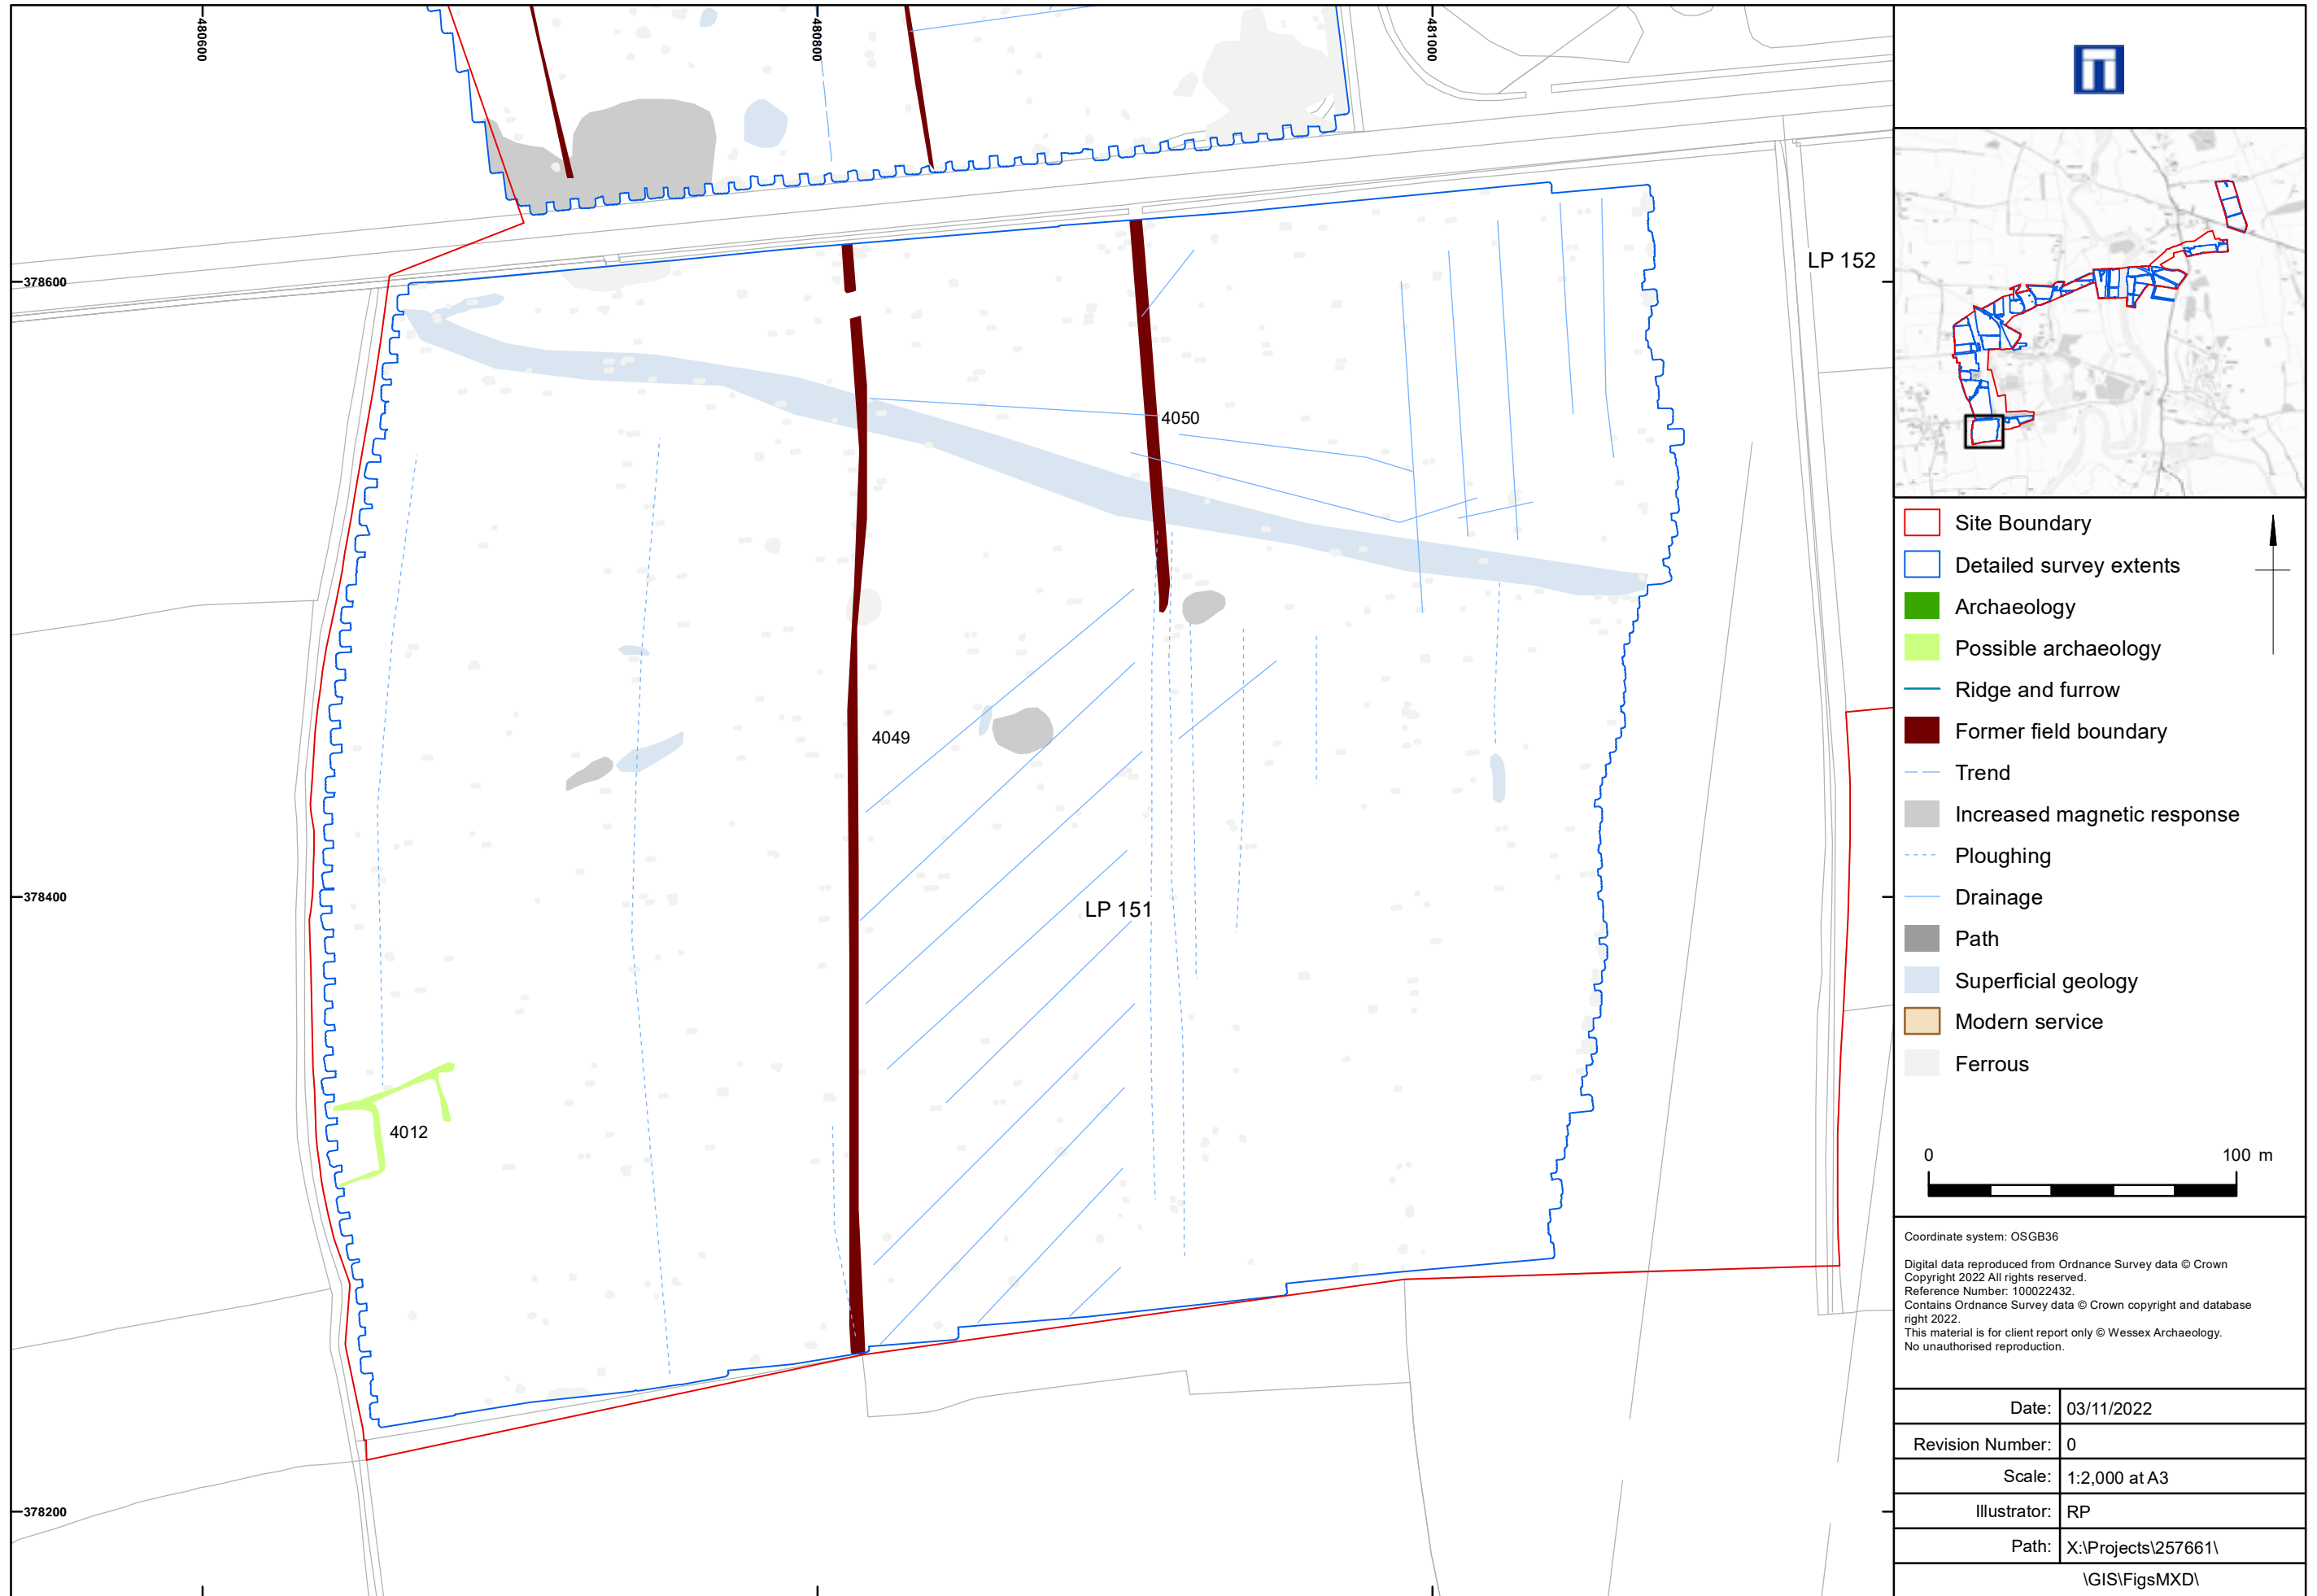 480600
480800
481000
378600
378400
378200
LP 152
4050
4049
LP 151
4012
Site Boundary
Detailed survey extents
Archaeology
Possible archaeology
Ridge and furrow
Former field boundary
Trend
Increased magnetic response
Ploughing
Drainage
Path
Superficial geology
Modern service
Ferrous
0 100 m
Coordinate system: OSGB36
Digital data reproduced from Ordnance Survey data © Crown
Copyright 2022 All rights reserved.
Reference Number: 100022432.
Contains Ordnance Survey data © Crown copyright and database
right 2022.
This material is for client report only © Wessex Archaeology.
No unauthorised reproduction.
Date: 03/11/2022
Revision Number: 0
Scale: 1:2,000 at A3
Illustrator: RP
Path: X:\Projects\257661\
\GIS\FigsMXD\